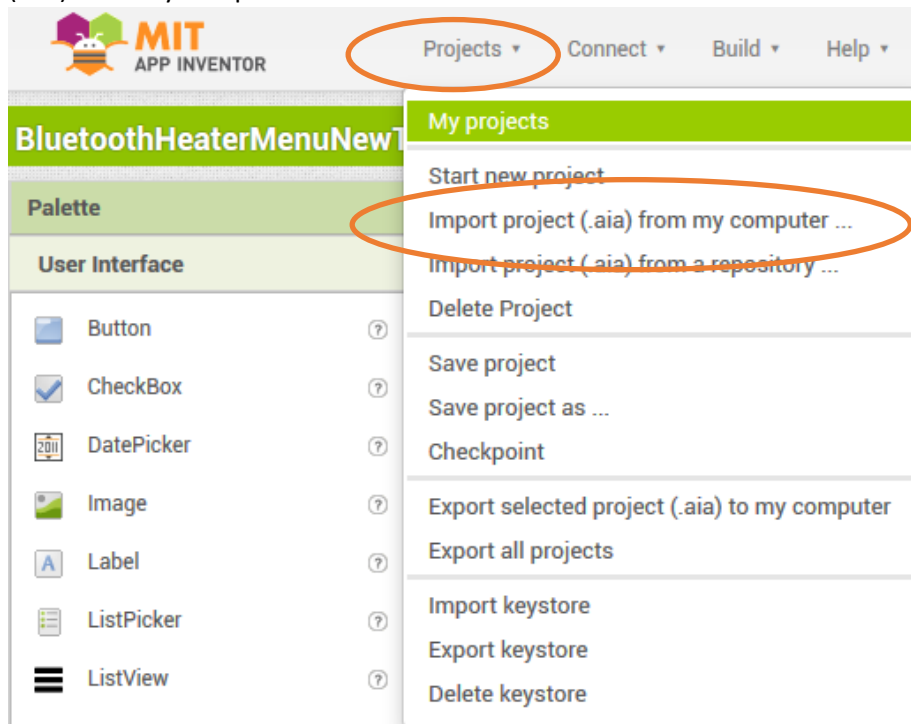 MIT
APP INVENTOR
Projects
Connect
Build
Help
BluetoothHeaterMenuNew
My projects
Start new project
Import project (.aia) from my computer ...
Import project (.aia) from a repository ...
Delete Project
Save project
Save project as ...
Checkpoint
Export selected project (.aia) to my computer
Export all projects
Import keystore
Export keystore
Delete keystore
Palette
User Interface
Button
CheckBox
2011
DatePicker
Image
A
Label
ListPicker
ListView